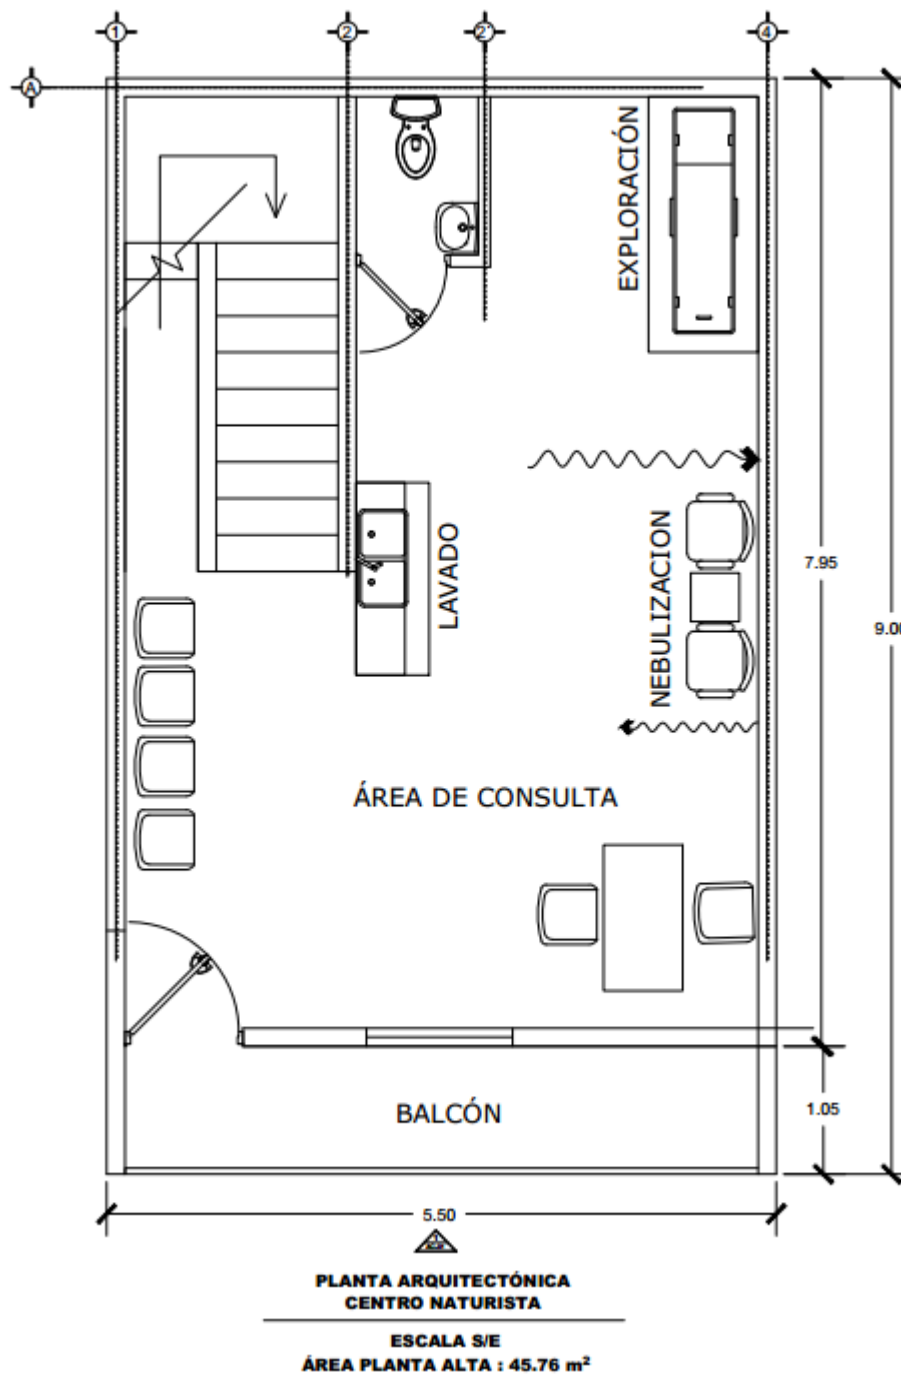 1 2 2' 4
A
EXPLORACIÓN
7.95
9.00
LAVADO
NEBULIZACION
ÁREA DE CONSULTA
BALCÓN
1.05
5.50
PLANTA ARQUITECTÓNICA
CENTRO NATURISTA
ESCALA S/E
ÁREA PLANTA ALTA : 45.76 m²